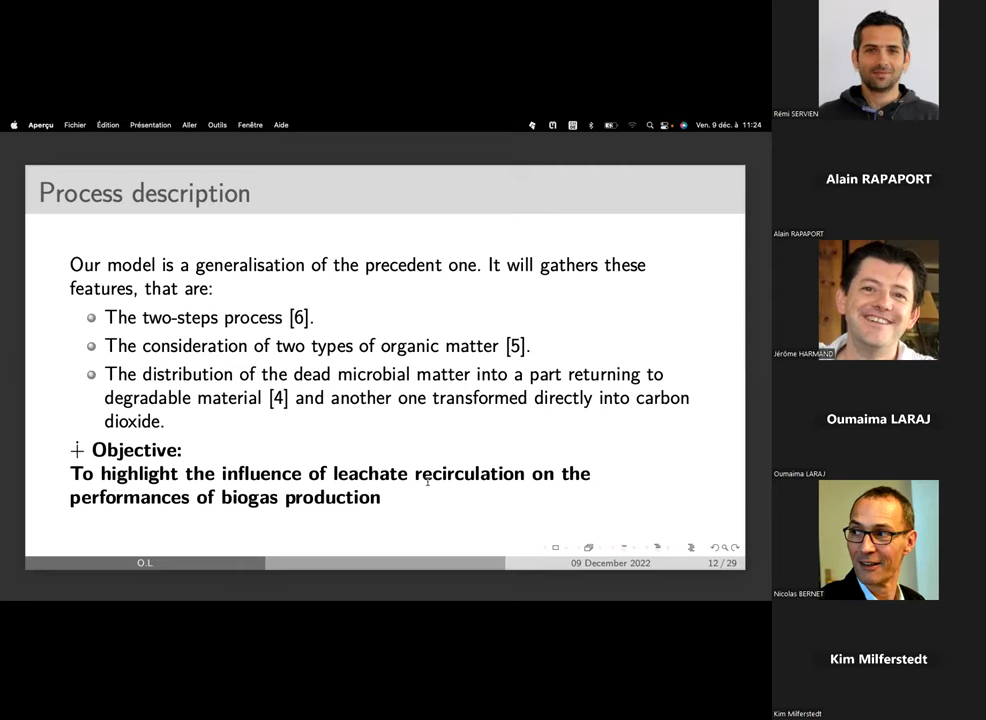 Aperçu Fichier Édition Présentation Aller Outils Fenêtre Aide Ven. 9 déc. à 11:24
Process description
Our model is a generalisation of the precedent one. It will gathers these
features, that are:
The two-steps process [6].
The consideration of two types of organic matter [5].
The distribution of the dead microbial matter into a part returning to
degradable material [4] and another one transformed directly into carbon
dioxide.
Objective:
To highlight the influence of leachate recirculation on the
performances of biogas production
O.L 09 December 2022 12 / 29
Rémi SERVIEN
Alain RAPAPORT
Alain RAPAPORT
Jérôme HARMAND
Oumaima LARAJ
Oumaima LARAJ
Nicolas BERNET
Kim Milferstedt
Kim Milferstedt